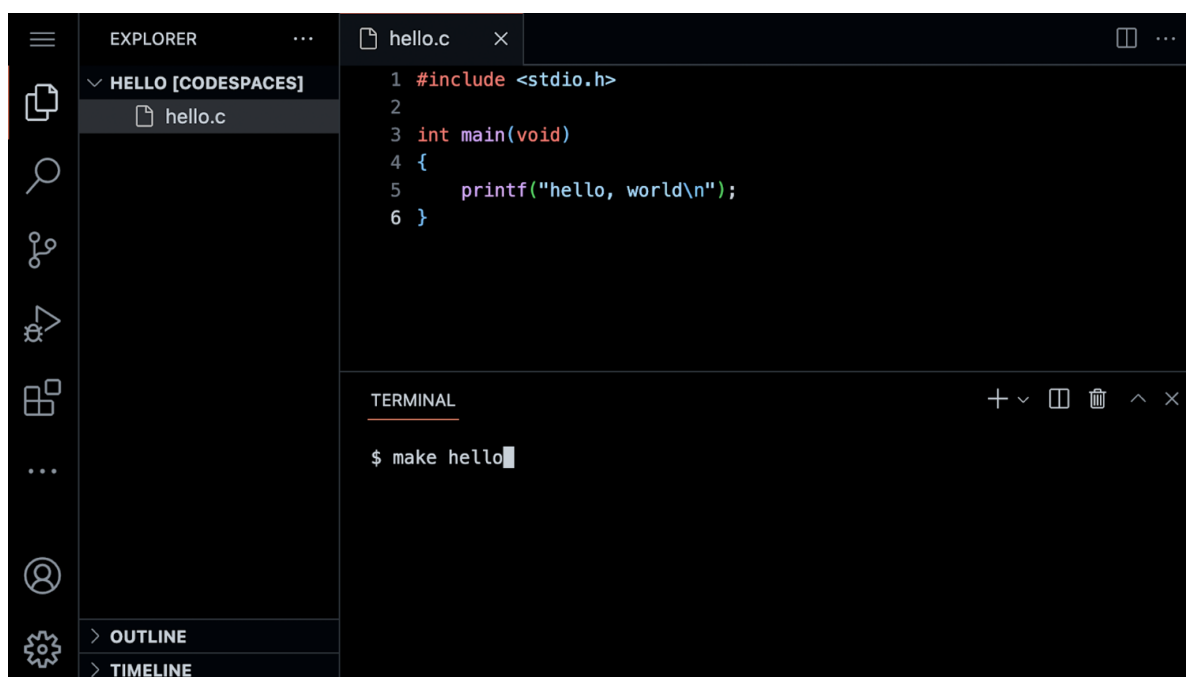 EXPLORER ...
HELLO [CODESPACES]
hello.c
hello.c
1 #include <stdio.h>
2
3 int main(void)
4 {
5     printf("hello, world\n");
6 }
TERMINAL
$ make hello
OUTLINE
TIMELINE